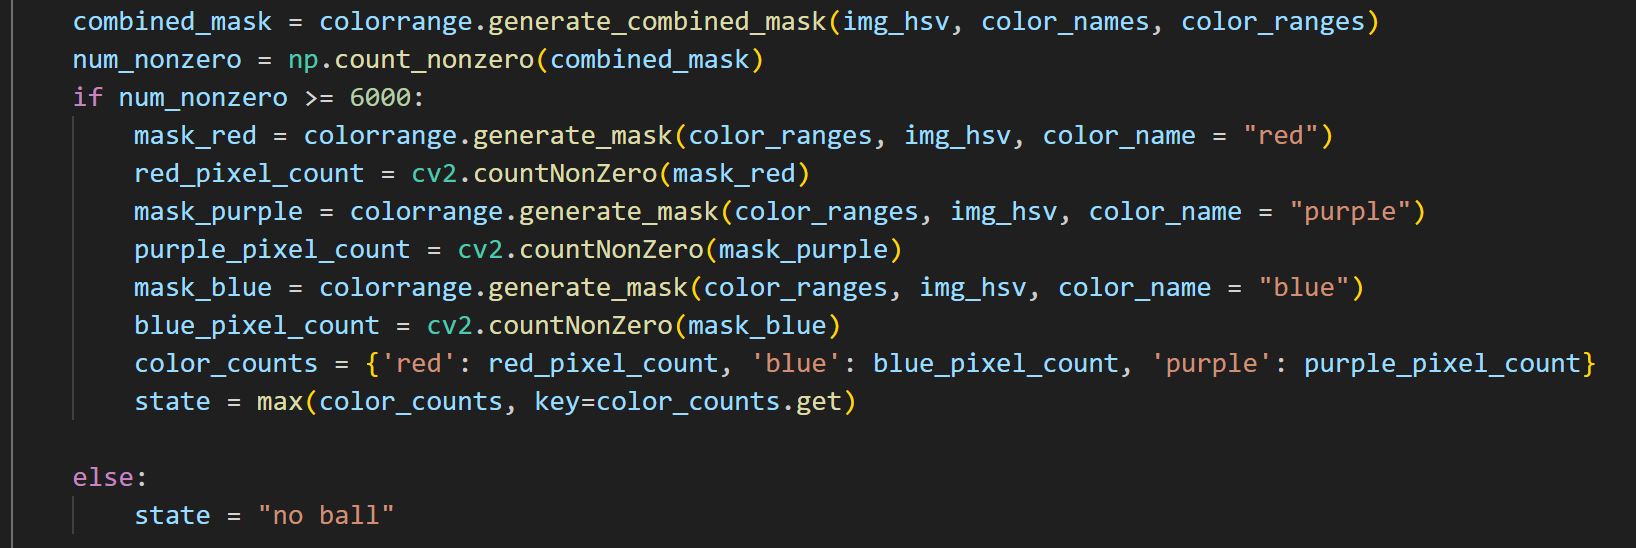 combined_mask = colorrange.generate_combined_mask(img_hsv, color_names, color_ranges)
num_nonzero = np.count_nonzero(combined_mask)
if num_nonzero >= 6000:
    mask_red = colorrange.generate_mask(color_ranges, img_hsv, color_name = "red")
    red_pixel_count = cv2.countNonZero(mask_red)
    mask_purple = colorrange.generate_mask(color_ranges, img_hsv, color_name = "purple")
    purple_pixel_count = cv2.countNonZero(mask_purple)
    mask_blue = colorrange.generate_mask(color_ranges, img_hsv, color_name = "blue")
    blue_pixel_count = cv2.countNonZero(mask_blue)
    color_counts = {'red': red_pixel_count, 'blue': blue_pixel_count, 'purple': purple_pixel_count}
    state = max(color_counts, key=color_counts.get)
else:
    state = "no ball"